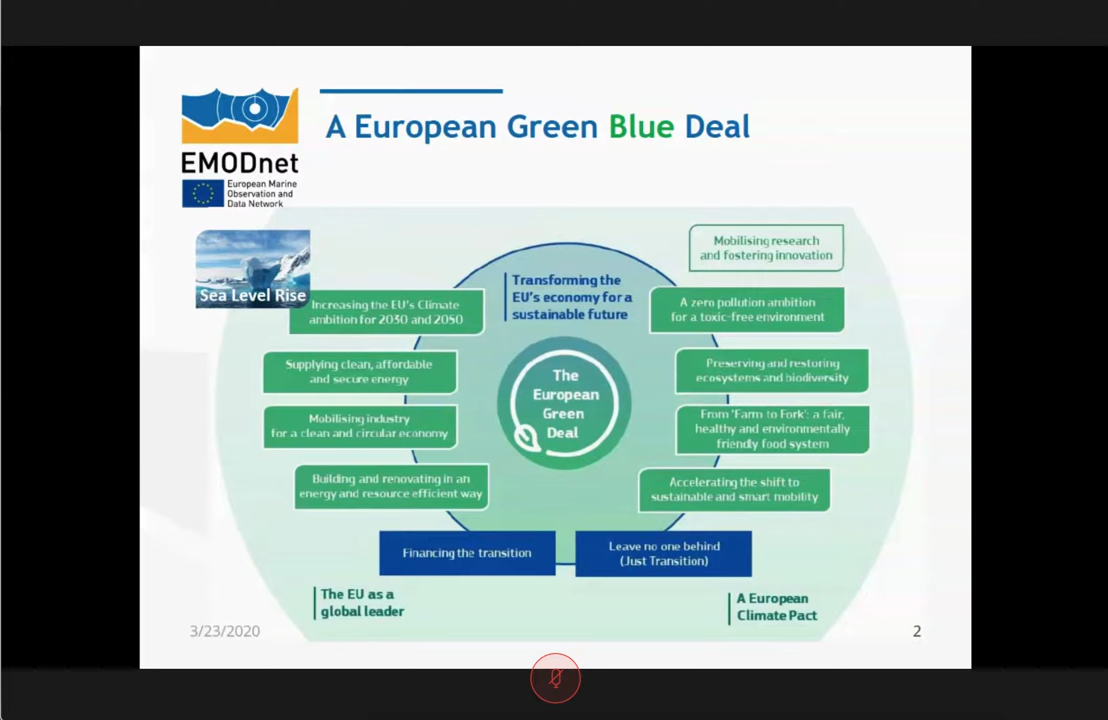 A European Green Blue Deal
EMODnet
European Marine
Observation and
Data Network
Sea Level Rise
Mobilising research
and fostering innovation
Transforming the
EU's economy for a
sustainable future
Increasing the EU's Climate
ambition for 2030 and 2050
A zero pollution ambition
for a toxic-free environment
Supplying clean, affordable
and secure energy
Preserving and restoring
ecosystems and biodiversity
The
European
Green
Deal
Mobilising industry
for a clean and circular economy
From 'Farm to Fork': a fair,
healthy and environmentally
friendly food system
Building and renovating in an
energy and resource efficient way
Accelerating the shift to
sustainable and smart mobility
Financing the transition
Leave no one behind
(Just Transition)
The EU as a
global leader
A European
Climate Pact
3/23/2020
2